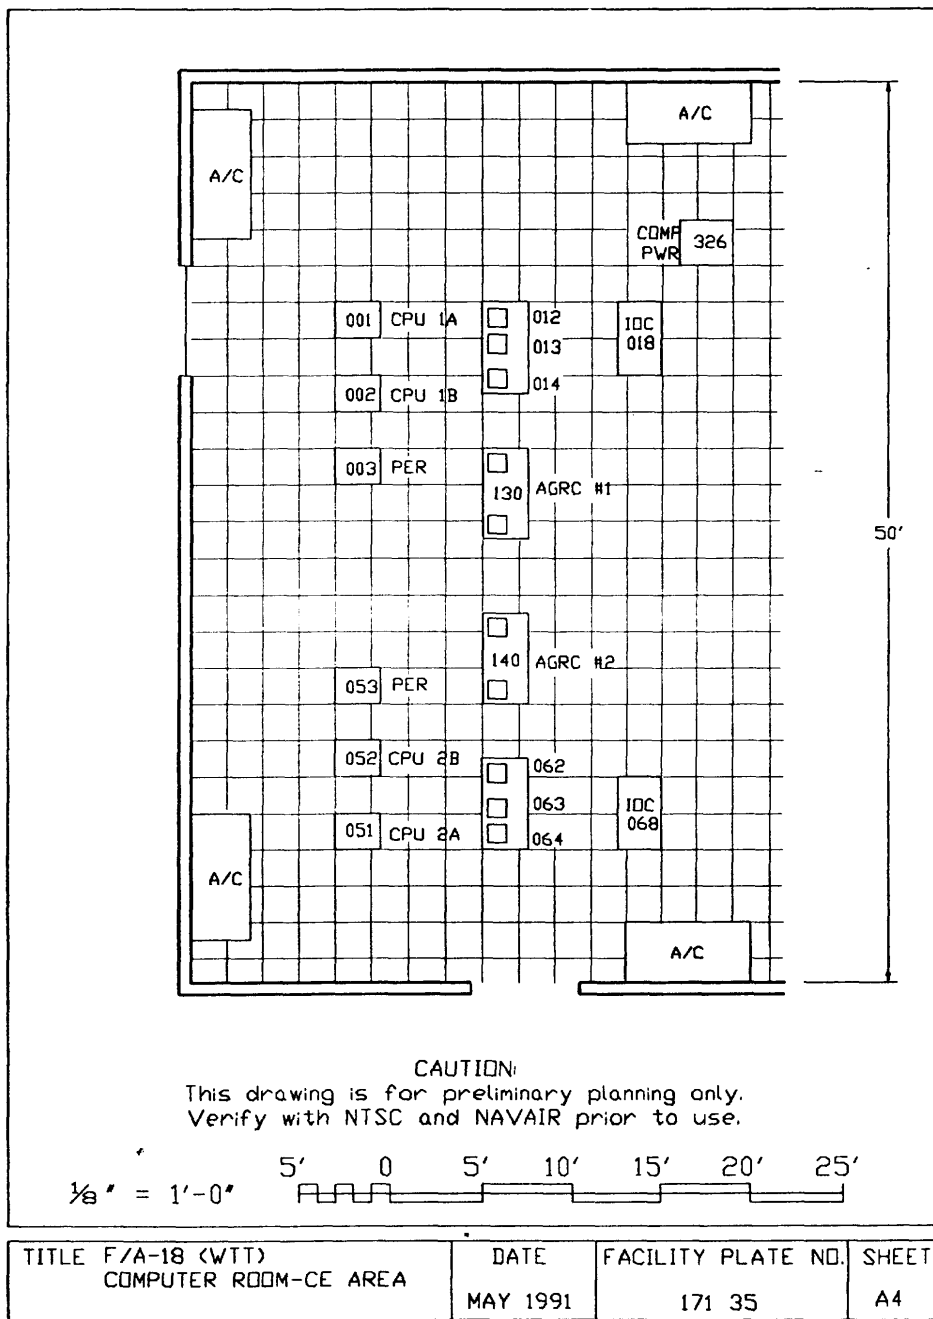 A/C
A/C
COMP
PWR
326
001 CPU 1A
012
013
014
IOC
018
002 CPU 1B
003 PER
130
AGRC #1
50'
140
AGRC #2
053 PER
052 CPU 2B
062
063
064
IOC
068
051 CPU 2A
A/C
A/C
CAUTION:
This drawing is for preliminary planning only.
Verify with NTSC and NAVAIR prior to use.
5' 0 5' 10' 15' 20' 25'
1/8" = 1'-0"
TITLE F/A-18 (WTT)
COMPUTER ROOM-CE AREA
DATE
MAY 1991
FACILITY PLATE NO.
171 35
SHEET
A4